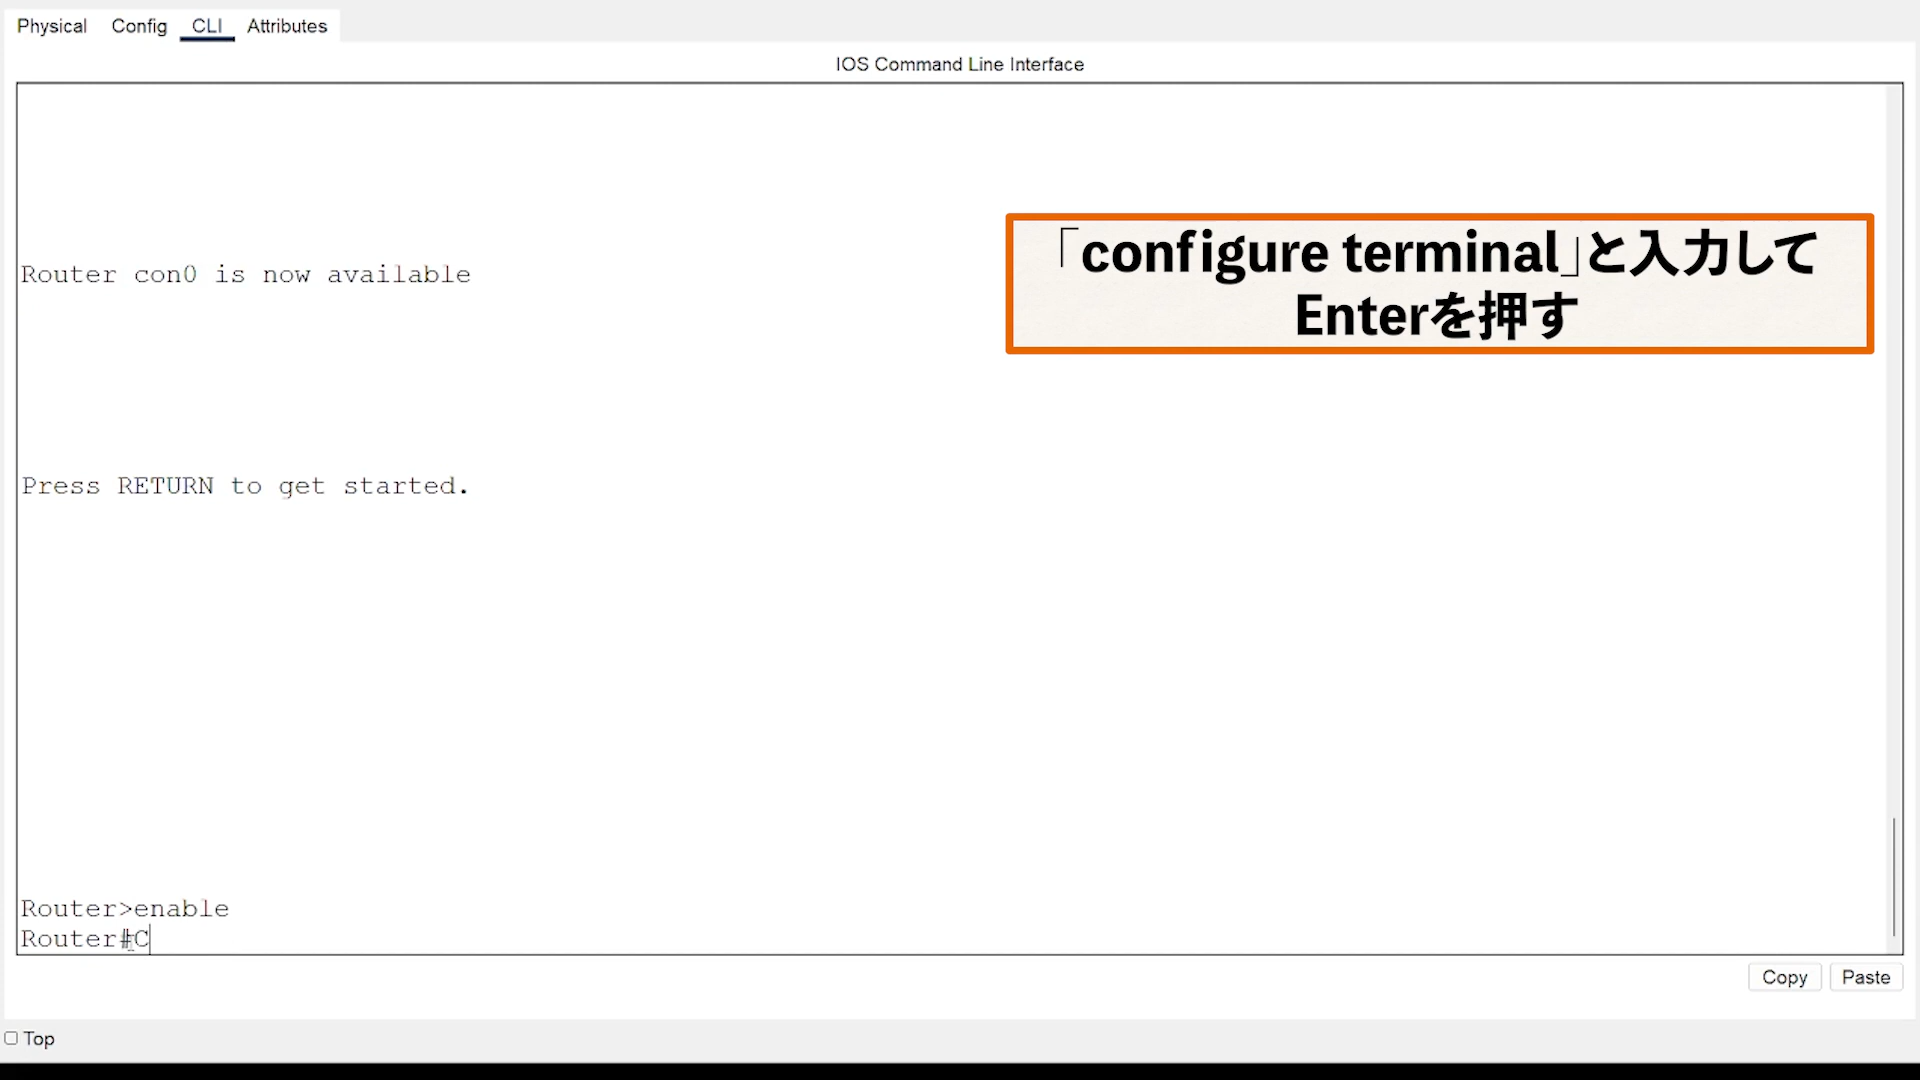 Physical Config CLI Attributes
IOS Command Line Interface
「configure terminal」と入力して
Enterを押す
Router con0 is now available
Press RETURN to get started.
Router>enable
Router#C
Copy Paste
Top